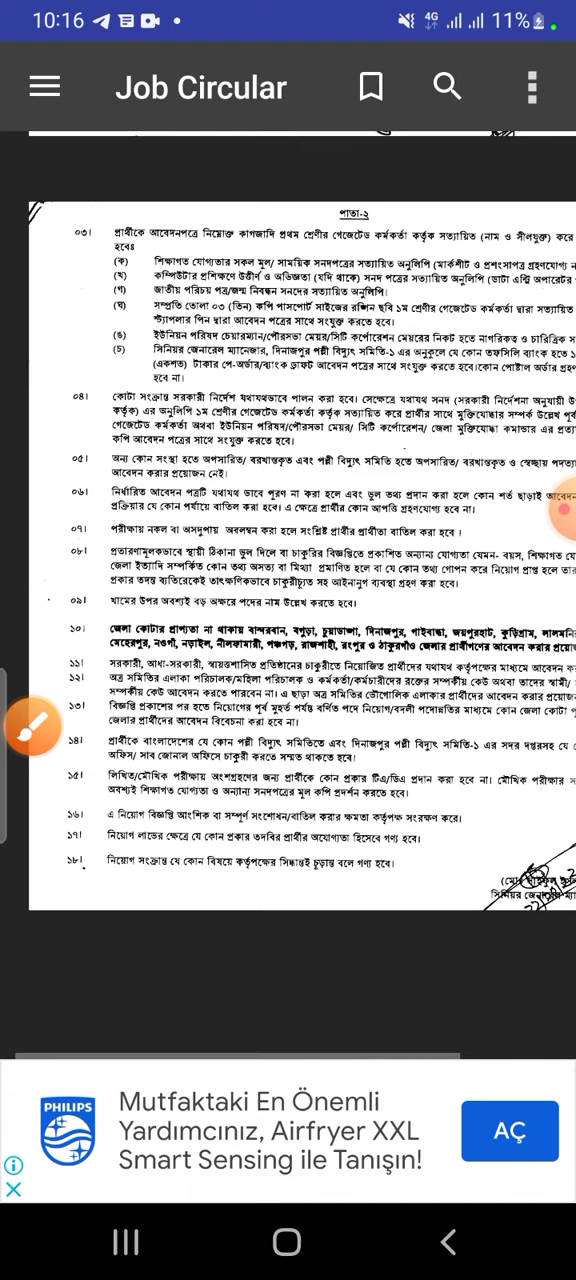 10:16
4G
11%
Job Circular
পাতা-২
০৩। প্রার্থীকে আবেদনপত্রে নিম্নোক্ত কাগজাদি প্রথম শ্রেণীর গেজেটেড কর্মকর্তা কর্তৃক সত্যায়িত (নাম ও সীলযুক্ত) করে
হবেঃ
(ক) শিক্ষাগত যোগ্যতার সকল মূল/ সাময়িক সনদপত্রের সত্যায়িত অনুলিপি (মার্কশীট ও প্রশংসাপত্র গ্রহণযোগ্য ন
(খ) কম্পিউটার প্রশিক্ষণে উত্তীর্ণ ও অভিজ্ঞতা (যদি থাকে) সনদ পত্রের সত্যায়িত অনুলিপি (ডাটা এন্ট্রি অপারেটর
(গ) জাতীয় পরিচয় পত্র/জন্ম নিবন্ধন সনদের সত্যায়িত অনুলিপি।
(ঘ) সম্প্রতি তোলা ০৩ (তিন) কপি পাসপোর্ট সাইজের রঙ্গিন ছবি ১ম শ্রেণীর গেজেটেড কর্মকর্তা দ্বারা সত্যায়িত
স্ট্যাপলার পিন দ্বারা আবেদন পত্রের সাথে সংযুক্ত করতে হবে।
(ঙ) ইউনিয়ন পরিষদ চেয়ারম্যান/পৌরসভা মেয়র/সিটি কর্পোরেশন মেয়রের নিকট হতে নাগরিকত্ব ও চারিত্রিক স
(চ) সিনিয়র জেনারেল ম্যানেজার, দিনাজপুর পল্লী বিদ্যুৎ সমিতি-১ এর অনুকুলে যে কোন তফসিলি ব্যাংক হতে ১
(একশত) টাকার পে-অর্ডার/ব্যাংক ড্রাফট আবেদন পত্রের সাথে সংযুক্ত করতে হবে।কোন পোষ্টাল অর্ডার গ্রহণ
হবে না।
০৪। কোটা সংক্রান্ত সরকারী নির্দেশ যথাযথভাবে পালন করা হবে। সেক্ষেত্রে যথাযথ সনদ (সরকারী নির্দেশনা অনুযায়ী উ
কর্তৃক) এর অনুলিপি ১ম শ্রেণীর গেজেটেড কর্মকর্তা কর্তৃক সত্যায়িত করে প্রার্থীর সাথে মুক্তিযোদ্ধার সম্পর্ক উল্লেখ পূর্ব
গেজেটেড কর্মকর্তা অথবা ইউনিয়ন পরিষদ/পৌরসভা মেয়র/ সিটি কর্পোরেশন/ জেলা মুক্তিযোদ্ধা কমান্ডার এর প্রত্য
কপি আবেদন পত্রের সাথে সংযুক্ত করতে হবে।
০৫। অন্য কোন সংস্থা হতে অপসারিত/ বরখাস্তকৃত এবং পল্লী বিদ্যুৎ সমিতি হতে অপসারিত/ বরখাস্তকৃত ও স্বেচ্ছায় পদত্যা
আবেদন করার প্রয়োজন নেই।
০৬। নির্ধারিত আবেদন পত্রটি যথাযথ ভাবে পূরণ না করা হলে এবং ভুল তথ্য প্রদান করা হলে কোন শর্ত ছাড়াই আবেদন
প্রক্রিয়ার যে কোন পর্যায়ে বাতিল করা হবে। এ ক্ষেত্রে প্রার্থীর কোন আপত্তি গ্রহণযোগ্য হবে না।
০৭। পরীক্ষায় নকল বা অসদুপায় অবলম্বন করা হলে সংশ্লিষ্ট প্রার্থীর প্রার্থীতা বাতিল করা হবে।
০৮। প্রতারণামূলকভাবে স্থায়ী ঠিকানা ভুল দিলে বা চাকুরির বিজ্ঞপ্তিতে প্রকাশিত অন্যান্য যোগ্যতা যেমন- বয়স, শিক্ষাগত যো
জেলা ইত্যাদি সম্পর্কিত কোন তথ্য অসত্য বা মিথ্যা প্রমাণিত হলে বা যে কোন তথ্য গোপন করে নিয়োগ প্রাপ্ত হলে তার
প্রকার তদন্ত ব্যতিরেকেই তাৎক্ষণিকভাবে চাকুরীচ্যুত সহ আইনানুগ ব্যবস্থা গ্রহণ করা হবে।
০৯। খামের উপর অবশ্যই বড় অক্ষরে পদের নাম উল্লেখ করতে হবে।
১০। জেলা কোটার প্রাপ্যতা না থাকায় বান্দরবান, বগুড়া, চুয়াডাঙ্গা, দিনাজপুর, গাইবান্ধা, জয়পুরহাট, কুড়িগ্রাম, লালমনি
মেহেরপুর, নওগাঁ, নড়াইল, নীলফামারী, পঞ্চগড়, রাজশাহী, রংপুর ও ঠাকুরগাঁও জেলার প্রার্থীগণের আবেদন করার প্রয়োজ
১১। সরকারী, আধা-সরকারী, স্বায়ত্তশাসিত প্রতিষ্ঠানের চাকুরীতে নিয়োজিত প্রার্থীদের যথাযথ কর্তৃপক্ষের মাধ্যমে আবেদন কর
১২। অত্র সমিতির এলাকা পরিচালক/মহিলা পরিচালক ও কর্মকর্তা/কর্মচারীদের রক্তের সম্পর্কীয় কেউ অথবা তাদের স্বামী/
সম্পর্কীয় কেউ আবেদন করতে পারবেন না। এ ছাড়া অত্র সমিতির ভৌগোলিক এলাকার প্রার্থীদের আবেদন করার প্রয়োজ
১৩। বিজ্ঞপ্তি প্রকাশের পর হতে নিয়োগের পূর্ব মুহুর্ত পর্যন্ত বর্ণিত পদে নিয়োগ/বদলী পদোন্নতির মাধ্যমে কোন জেলা কোটা প
জেলার প্রার্থীদের আবেদন বিবেচনা করা হবে না।
১৪। প্রার্থীকে বাংলাদেশের যে কোন পল্লী বিদ্যুৎ সমিতিতে এবং দিনাজপুর পল্লী বিদ্যুৎ সমিতি-১ এর সদর দপ্তরসহ যে
অফিস/ সাব জোনাল অফিসে চাকুরী করতে সম্মত থাকতে হবে।
১৫। লিখিত/মৌখিক পরীক্ষায় অংশগ্রহণের জন্য প্রার্থীকে কোন প্রকার টিএ/ডিএ প্রদান করা হবে না। মৌখিক পরীক্ষার স
অবশ্যই শিক্ষাগত যোগ্যতা ও অন্যান্য সনদপত্রের মূল কপি প্রদর্শন করতে হবে।
১৬। এ নিয়োগ বিজ্ঞপ্তি আংশিক বা সম্পূর্ণ সংশোধন/বাতিল করার ক্ষমতা কর্তৃপক্ষ সংরক্ষণ করে।
১৭। নিয়োগ লাভের ক্ষেত্রে যে কোন প্রকার তদবির প্রার্থীর অযোগ্যতা হিসেবে গণ্য হবে।
১৮। নিয়োগ সংক্রান্ত যে কোন বিষয়ে কর্তৃপক্ষের সিদ্ধান্তই চূড়ান্ত বলে গণ্য হবে।
সিনিয়র জেনারেল ম্যা
PHILIPS
Mutfaktaki En Önemli
Yardımcınız, Airfryer XXL
Smart Sensing ile Tanışın!
AÇ